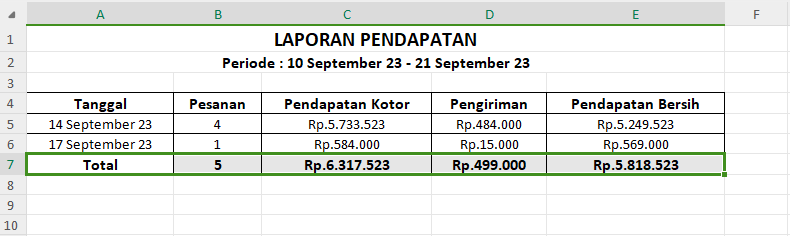 A B C D E F
1 LAPORAN PENDAPATAN
2 Periode : 10 September 23 - 21 September 23
3
4 Tanggal Pesanan Pendapatan Kotor Pengiriman Pendapatan Bersih
5 14 September 23 4 Rp.5.733.523 Rp.484.000 Rp.5.249.523
6 17 September 23 1 Rp.584.000 Rp.15.000 Rp.569.000
7 Total 5 Rp.6.317.523 Rp.499.000 Rp.5.818.523
8
9
10